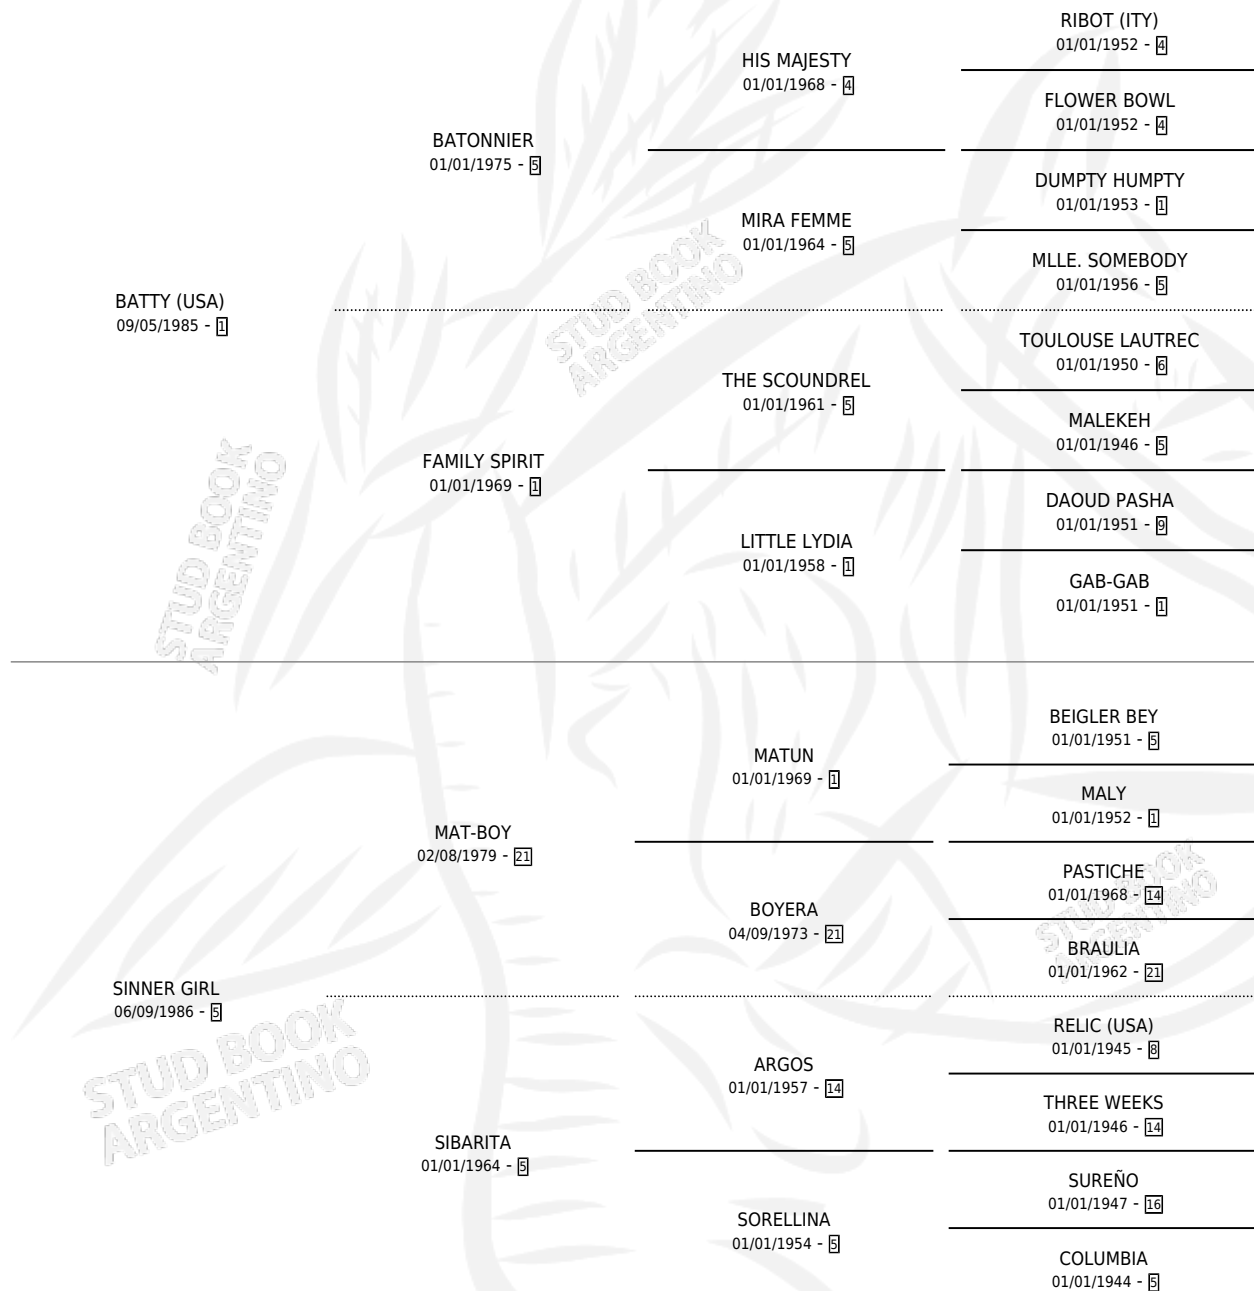 RIBOT (ITY)
01/01/1952 - 4
HIS MAJESTY
01/01/1968 - 4
FLOWER BOWL
01/01/1952 - 4
BATONNIER
01/01/1975 - 5
DUMPTY HUMPTY
01/01/1953 - 1
MIRA FEMME
01/01/1964 - 5
MLLE. SOMEBODY
01/01/1956 - 5
BATTY (USA)
09/05/1985 - 1
TOULOUSE LAUTREC
01/01/1950 - 6
THE SCOUNDREL
01/01/1961 - 5
MALEKEH
01/01/1946 - 5
FAMILY SPIRIT
01/01/1969 - 1
DAOUD PASHA
01/01/1951 - 9
LITTLE LYDIA
01/01/1958 - 1
GAB-GAB
01/01/1951 - 1
BEIGLER BEY
01/01/1951 - 5
MATUN
01/01/1969 - 1
MALY
01/01/1952 - 1
MAT-BOY
02/08/1979 - 21
PASTICHE
01/01/1968 - 14
BOYERA
04/09/1973 - 21
BRAULIA
01/01/1962 - 21
SINNER GIRL
06/09/1986 - 5
RELIC (USA)
01/01/1945 - 8
ARGOS
01/01/1957 - 14
THREE WEEKS
01/01/1946 - 14
SIBARITA
01/01/1964 - 5
SUREÑO
01/01/1947 - 16
SORELLINA
01/01/1954 - 5
COLUMBIA
01/01/1944 - 5
STUD BOOK
ARGENTINO
STUD BOOK
ARGENTINO
STUD BOOK
ARGENTINO
STUD BOOK
ARGENTINO